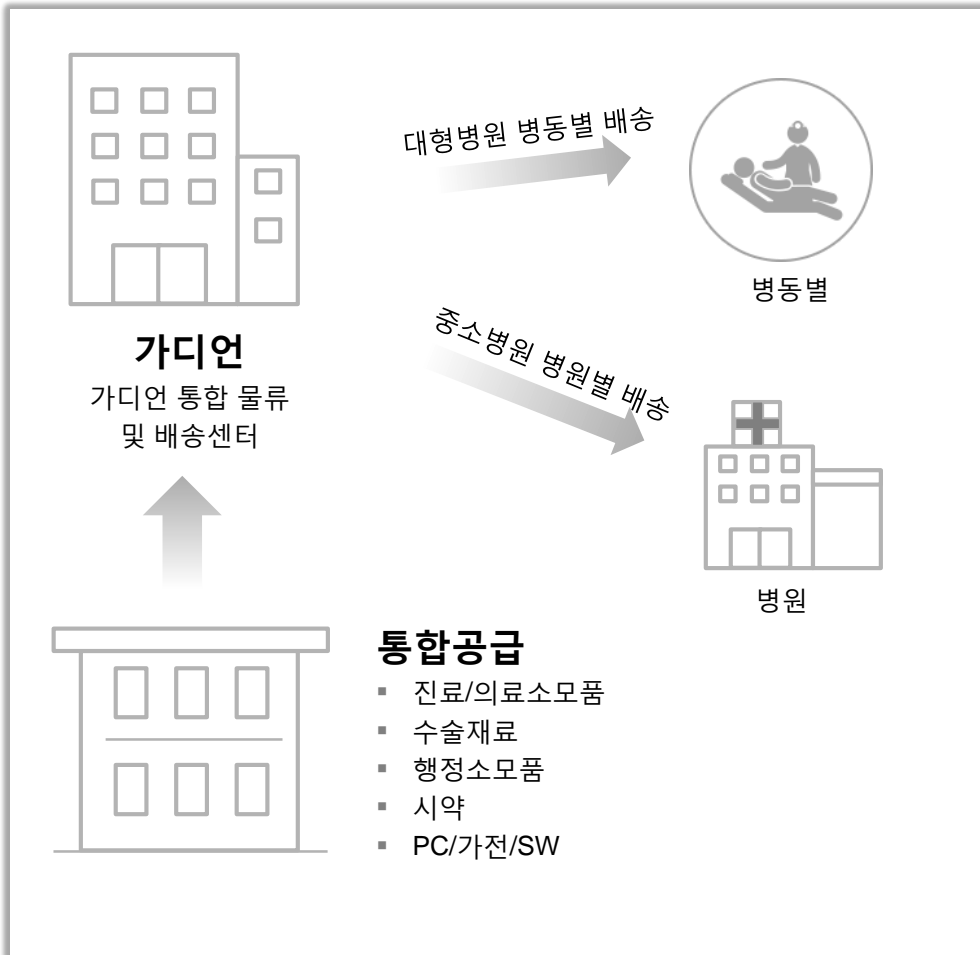 대형병원 병동별 배송
병동별
가디언
가디언 통합 물류
및 배송센터
중소병원 병원별 배송
병원
통합공급
▪ 진료/의료소모품
▪ 수술재료
▪ 행정소모품
▪ 시약
▪ PC/가전/SW